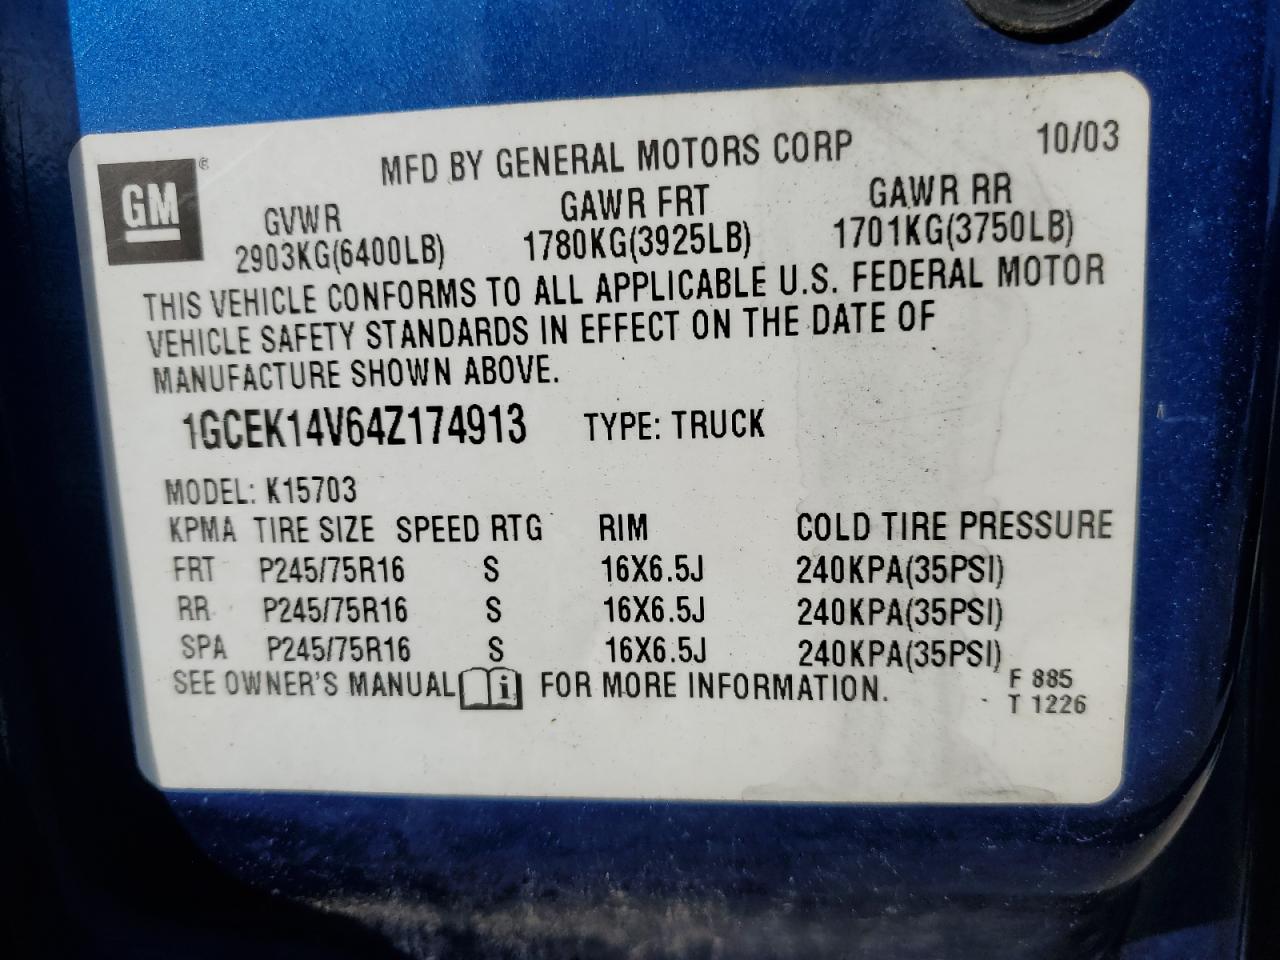 MFD BY GENERAL MOTORS CORP 10/03
GM®
GVWR GAWR FRT GAWR RR
2903KG(6400LB) 1780KG(3925LB) 1701KG(3750LB)
THIS VEHICLE CONFORMS TO ALL APPLICABLE U.S. FEDERAL MOTOR
VEHICLE SAFETY STANDARDS IN EFFECT ON THE DATE OF
MANUFACTURE SHOWN ABOVE.
1GCEK14V64Z174913 TYPE: TRUCK
MODEL: K15703
KPMA TIRE SIZE SPEED RTG RIM COLD TIRE PRESSURE
FRT P245/75R16 S 16X6.5J 240KPA(35PSI)
RR P245/75R16 S 16X6.5J 240KPA(35PSI)
SPA P245/75R16 S 16X6.5J 240KPA(35PSI)
SEE OWNER'S MANUAL i FOR MORE INFORMATION. F 885
T 1226